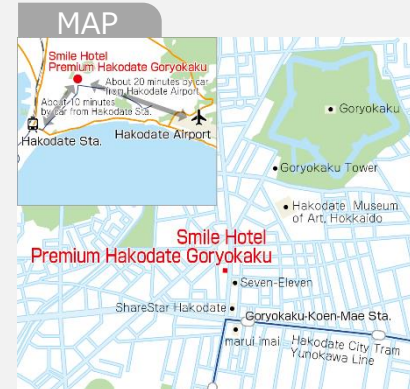 MAP
Smile Hotel
Premium Hakodate Goryokaku
About 20 minutes by car
from Hakodate Airport.
About 10 minutes
by car from Hakodate Sta.
Hakodate Sta.
Hakodate Airport
Goryokaku
Goryokaku Tower
Hakodate Museum
of Art, Hokkaido
Smile Hotel
Premium Hakodate Goryokaku
Seven-Eleven
ShareStar Hakodate
Goryokaku-Koen-Mae Sta.
marui imai
Hakodate City Tram
Yunokawa Line